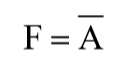 F = A̅